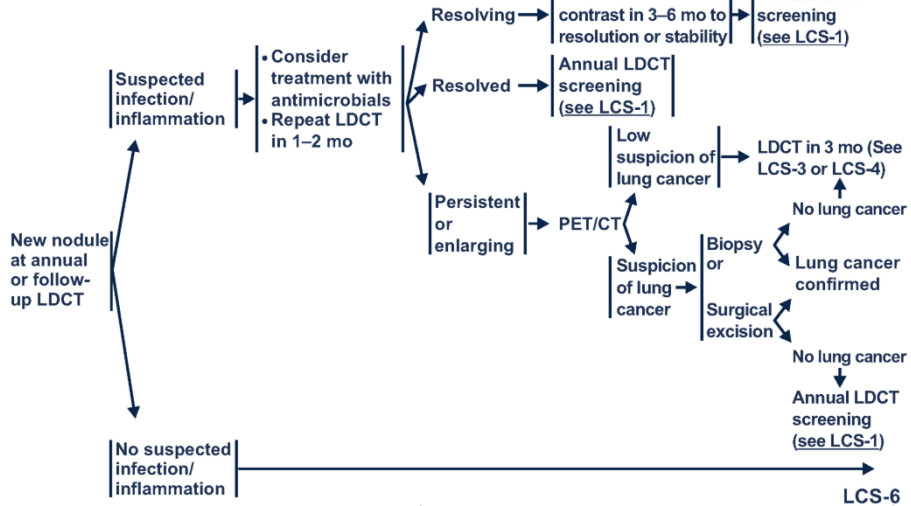 Resolving
contrast in 3–6 mo to
resolution or stability
screening
(see LCS-1)
Suspected
infection/
inflammation
• Consider
treatment with
antimicrobials
• Repeat LDCT
in 1–2 mo
Resolved
Annual LDCT
screening
(see LCS-1)
Persistent
or
enlarging
PET/CT
Low
suspicion of
lung cancer
LDCT in 3 mo (See
LCS-3 or LCS-4)
New nodule
at annual
or follow-
up LDCT
Suspicion
of lung
cancer
Biopsy
or
Surgical
excision
No lung cancer
Lung cancer
confirmed
No lung cancer
Annual LDCT
screening
(see LCS-1)
No suspected
infection/
inflammation
LCS-6